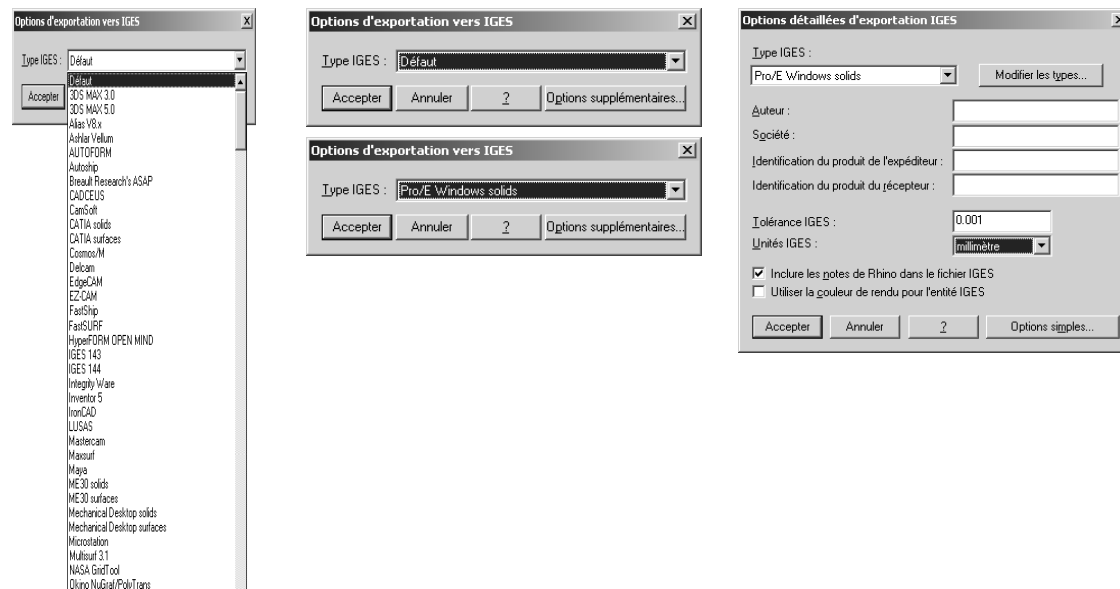 Options d'exportation vers IGES
Type IGES : Défaut
Accepter
Défaut
3DS MAX 3.0
3DS MAX 5.0
Alias V8.x
Ashlar Vellum
AUTOFORM
Autoship
Breault Research's ASAP
CADCEUS
CamSoft
CATIA solids
CATIA surfaces
Cosmos/M
Delcam
EdgeCAM
EZ-CAM
FastShip
FastSURF
HyperFORM OPEN MIND
IGES 143
IGES 144
Integrity Ware
Inventor 5
IronCAD
LUSAS
Mastercam
Maxsurf
Maya
ME30 solids
ME30 surfaces
Mechanical Desktop solids
Mechanical Desktop surfaces
Microstation
Multisurf 3.1
NASA GridTool
Okino NuGraf/PolyTrans
Options d'exportation vers IGES
Type IGES : Défaut
Accepter Annuler ? Options supplémentaires...
Options d'exportation vers IGES
Type IGES : Pro/E Windows solids
Accepter Annuler ? Options supplémentaires...
Options détaillées d'exportation IGES
Type IGES :
Pro/E Windows solids Modifier les types...
Auteur :
Société :
Identification du produit de l'expéditeur :
Identification du produit du récepteur :
Tolérance IGES : 0.001
Unités IGES : millimètre
Inclure les notes de Rhino dans le fichier IGES
Utiliser la couleur de rendu pour l'entité IGES
Accepter Annuler ? Options simples...